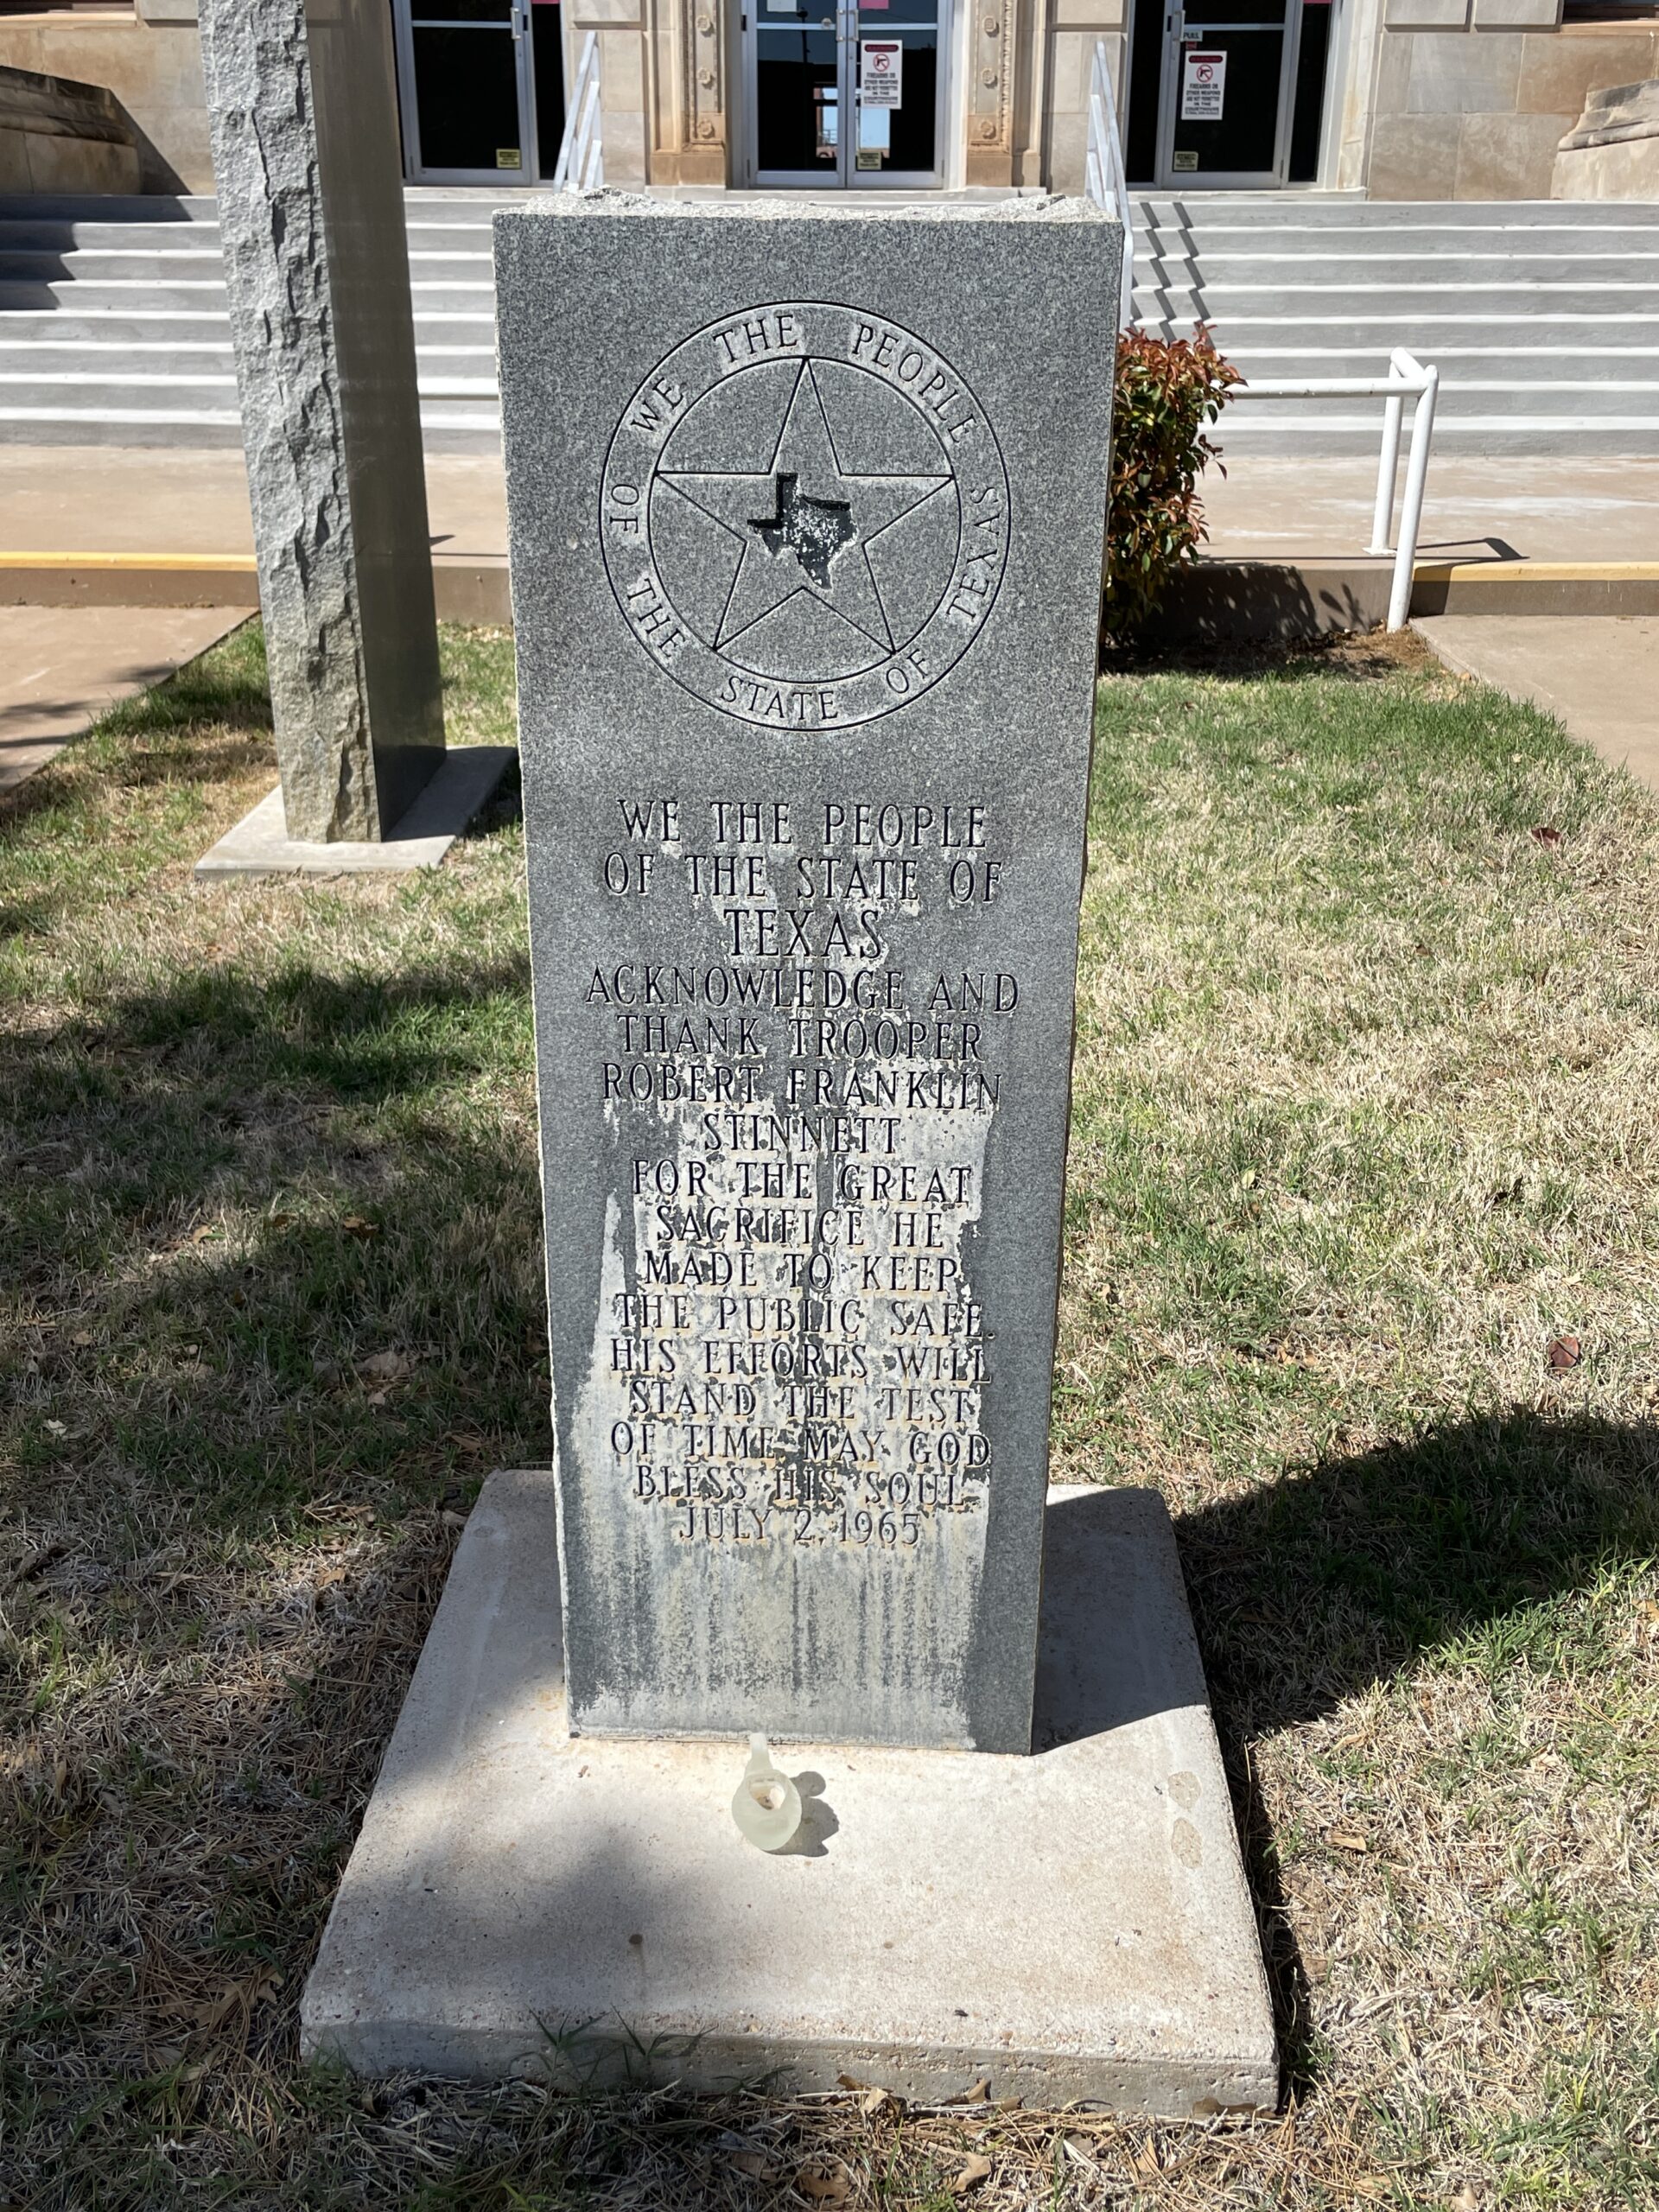 PULL
WE THE PEOPLE
OF THE STATE OF TEXAS
WE THE PEOPLE
OF THE STATE OF
TEXAS
ACKNOWLEDGE AND
THANK TROOPER
ROBERT FRANKLIN
STINNETT
FOR THE GREAT
SACRIFICE HE
MADE TO KEEP
THE PUBLIC SAFE.
HIS EFFORTS WILL
STAND THE TEST
OF TIME MAY GOD
BLESS HIS SOUL
JULY 2, 1965